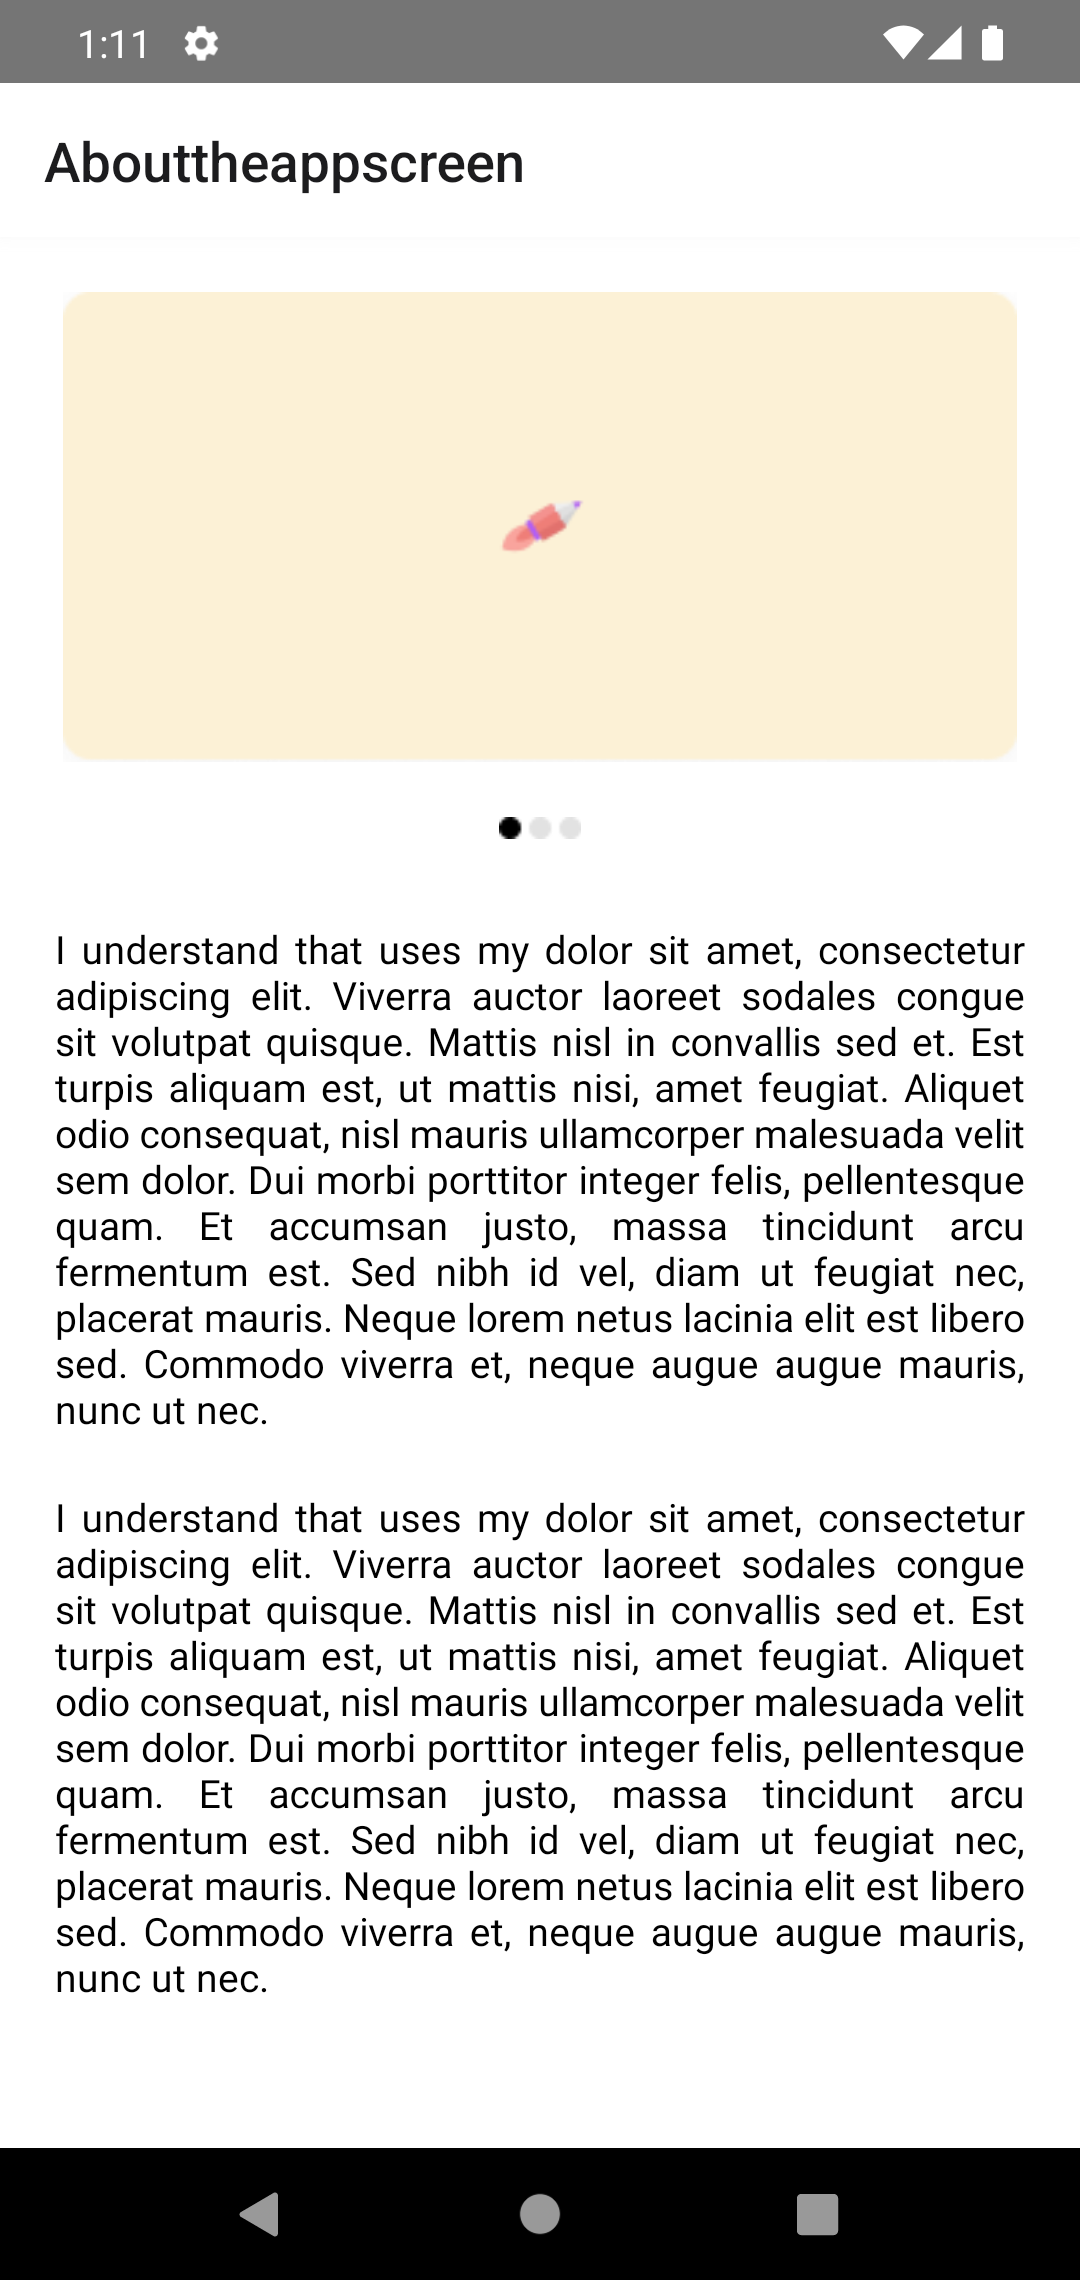 1:11
Abouttheappscreen
I understand that uses my dolor sit amet, consectetur
adipiscing elit. Viverra auctor laoreet sodales congue
sit volutpat quisque. Mattis nisl in convallis sed et. Est
turpis aliquam est, ut mattis nisi, amet feugiat. Aliquet
odio consequat, nisl mauris ullamcorper malesuada velit
sem dolor. Dui morbi porttitor integer felis, pellentesque
quam. Et accumsan justo, massa tincidunt arcu
fermentum est. Sed nibh id vel, diam ut feugiat nec,
placerat mauris. Neque lorem netus lacinia elit est libero
sed. Commodo viverra et, neque augue augue mauris,
nunc ut nec.
I understand that uses my dolor sit amet, consectetur
adipiscing elit. Viverra auctor laoreet sodales congue
sit volutpat quisque. Mattis nisl in convallis sed et. Est
turpis aliquam est, ut mattis nisi, amet feugiat. Aliquet
odio consequat, nisl mauris ullamcorper malesuada velit
sem dolor. Dui morbi porttitor integer felis, pellentesque
quam. Et accumsan justo, massa tincidunt arcu
fermentum est. Sed nibh id vel, diam ut feugiat nec,
placerat mauris. Neque lorem netus lacinia elit est libero
sed. Commodo viverra et, neque augue augue mauris,
nunc ut nec.